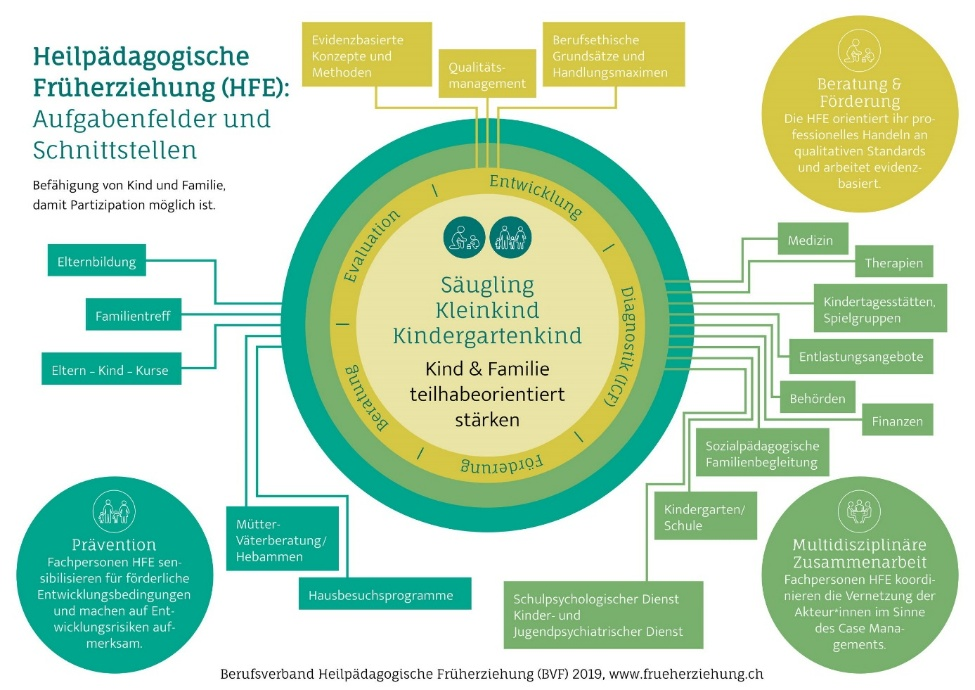 Heilpädagogische
Früherziehung (HFE):
Aufgabenfelder und
Schnittstellen
Befähigung von Kind und Familie,
damit Partizipation möglich ist.
Evidenzbasierte
Konzepte und
Methoden
Qualitäts-
management
Berufsethische
Grundsätze und
Handlungsmaximen
Beratung &
Förderung
Die HFE orientiert ihr pro-
fessionelles Handeln an
qualitativen Standards
und arbeitet evidenz-
basiert.
Entwicklung
Diagnostik (ICF)
Förderung
Beratung
Evaluation
Säugling
Kleinkind
Kindergartenkind
Kind & Familie
teilhabeorientiert
stärken
Elternbildung
Familientreff
Eltern – Kind – Kurse
Mütter-
Väterberatung/
Hebammen
Hausbesuchsprogramme
Medizin
Therapien
Kindertagesstätten,
Spielgruppen
Entlastungsangebote
Behörden
Finanzen
Sozialpädagogische
Familienbegleitung
Kindergarten/
Schule
Schulpsychologischer Dienst
Kinder- und
Jugendpsychiatrischer Dienst
Prävention
Fachpersonen HFE sen-
sibilisieren für förderliche
Entwicklungsbedingungen
und machen auf Ent-
wicklungsrisiken auf-
merksam.
Multidisziplinäre
Zusammenarbeit
Fachpersonen HFE koordi-
nieren die Vernetzung der
Akteur*innen im Sinne
des Case Mana-
gements.
Berufsverband Heilpädagogische Früherziehung (BVF) 2019, www.frueherziehung.ch